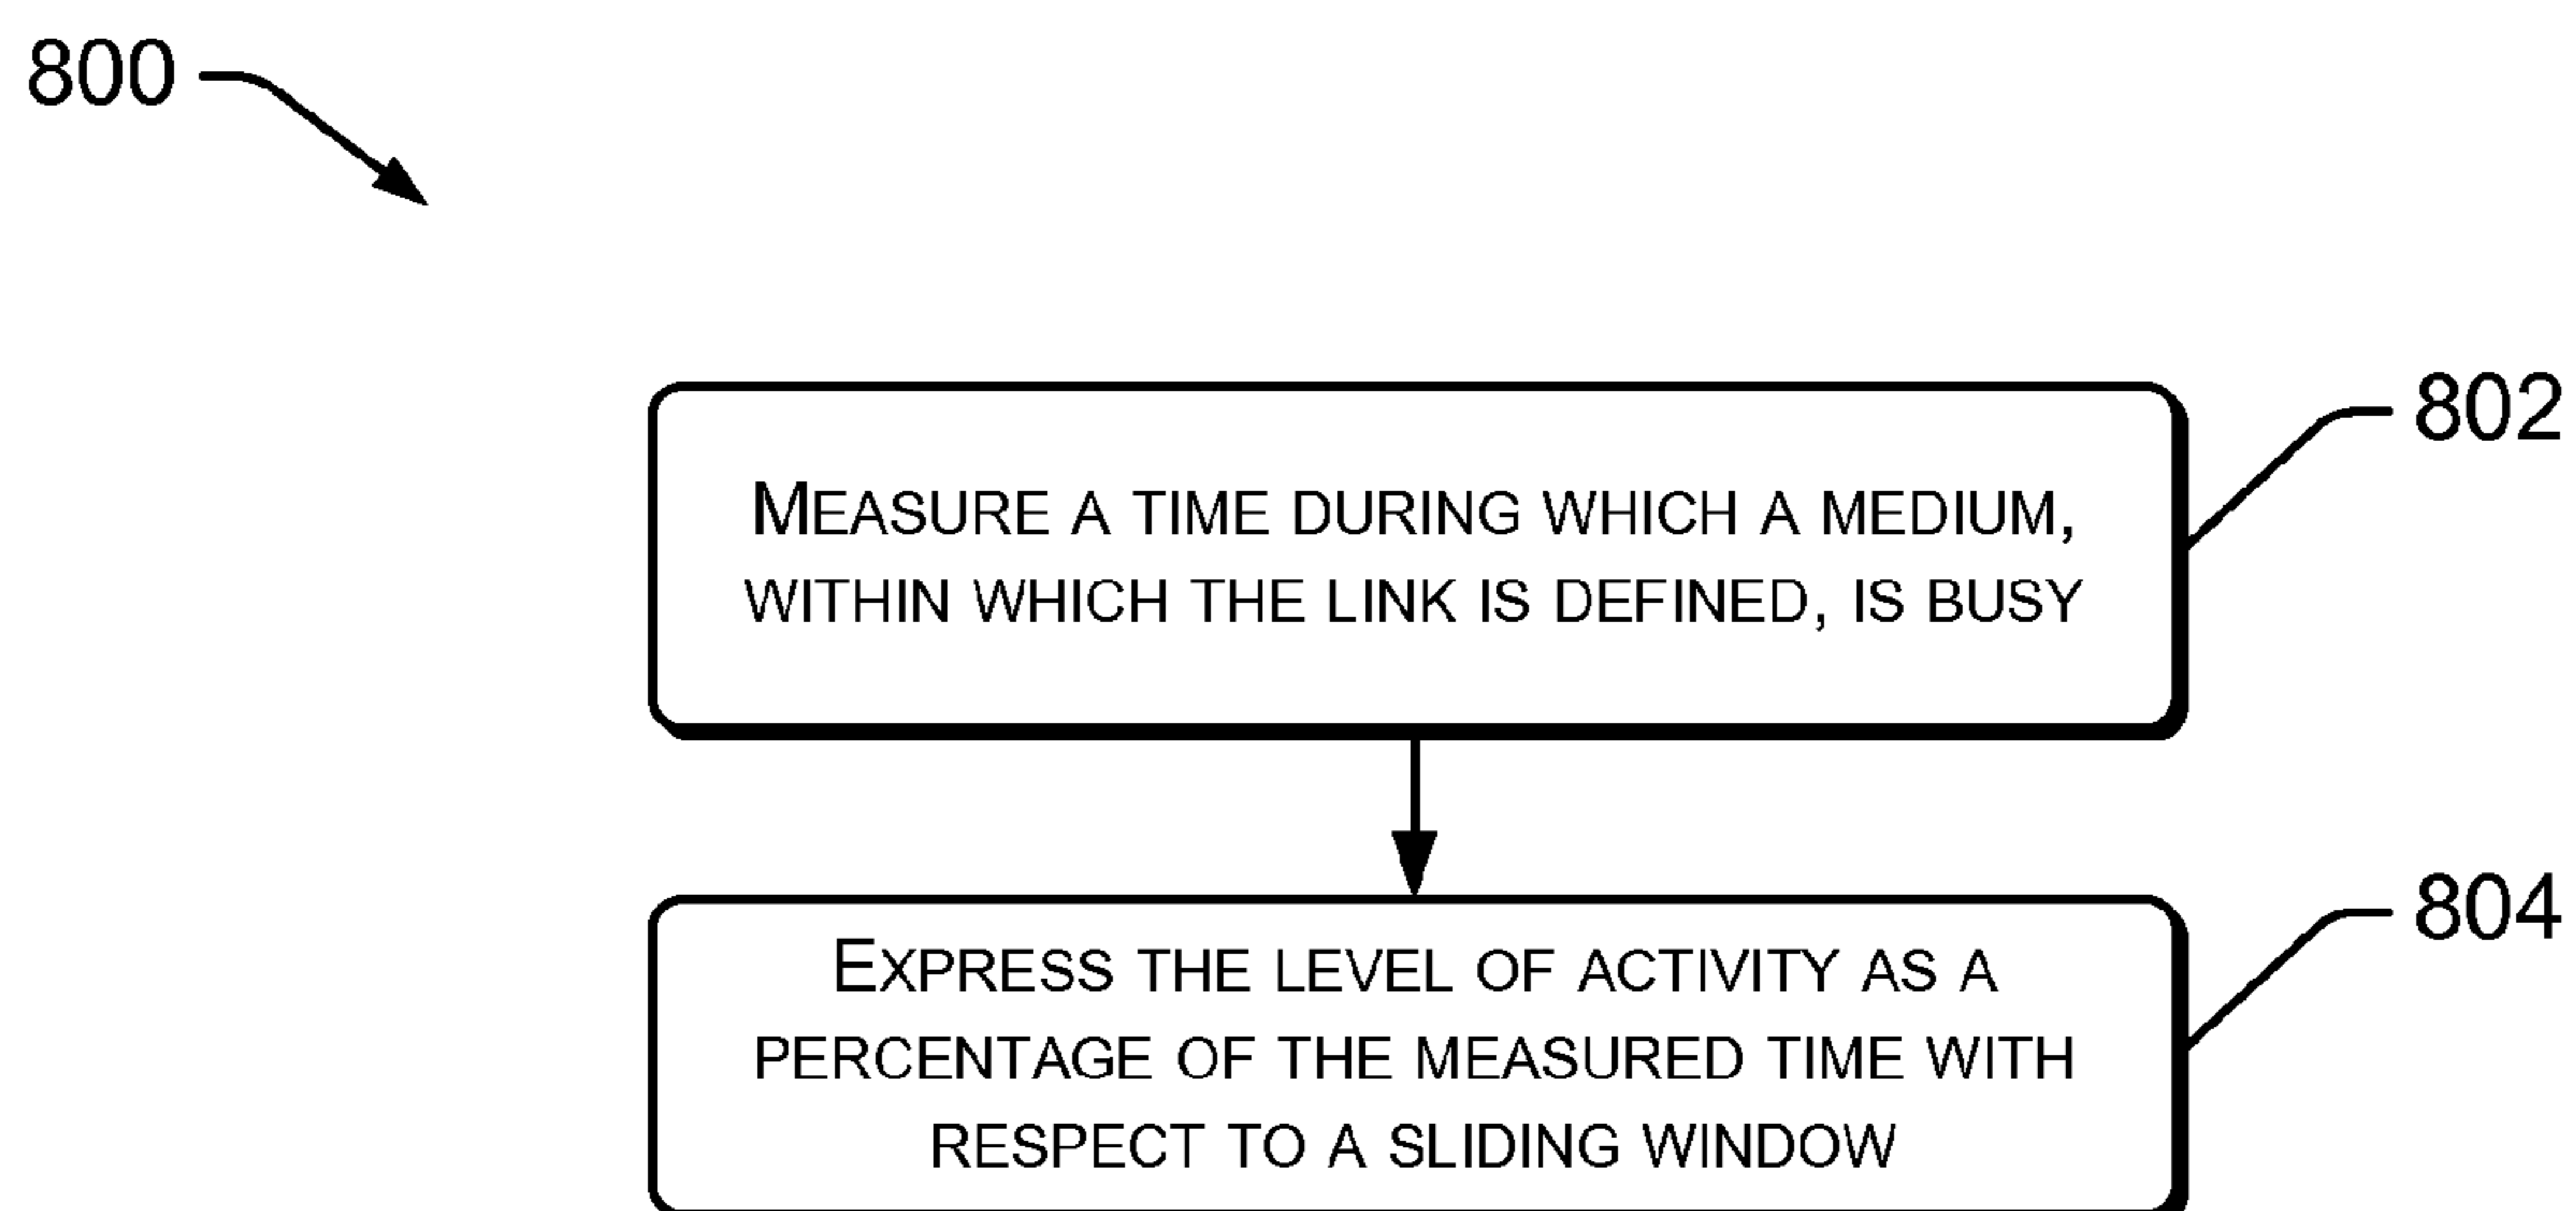 800
802
MEASURE A TIME DURING WHICH A MEDIUM,
WITHIN WHICH THE LINK IS DEFINED, IS BUSY
804
EXPRESS THE LEVEL OF ACTIVITY AS A
PERCENTAGE OF THE MEASURED TIME WITH
RESPECT TO A SLIDING WINDOW